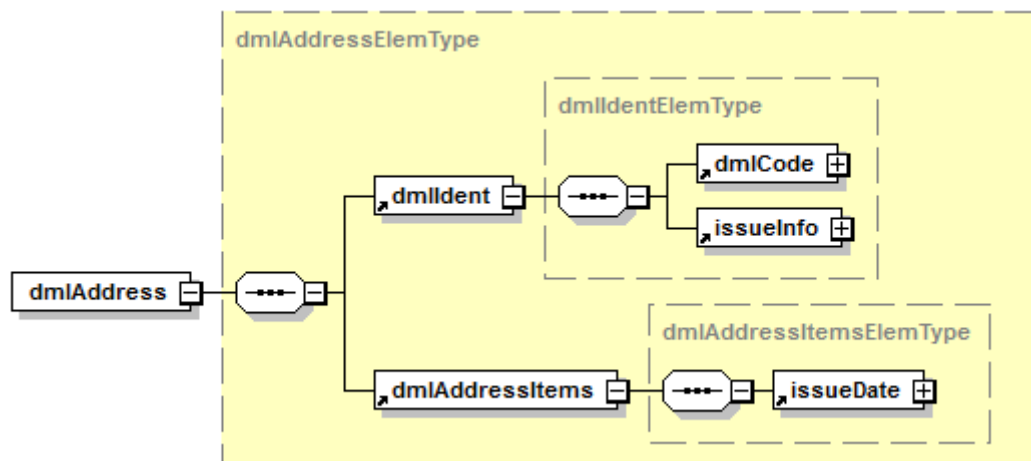 dmlAddressElemType
dmlIdentElemType
dmlCode
dmlIdent
issueInfo
dmlAddress
dmlAddressItemsElemType
dmlAddressItems
issueDate